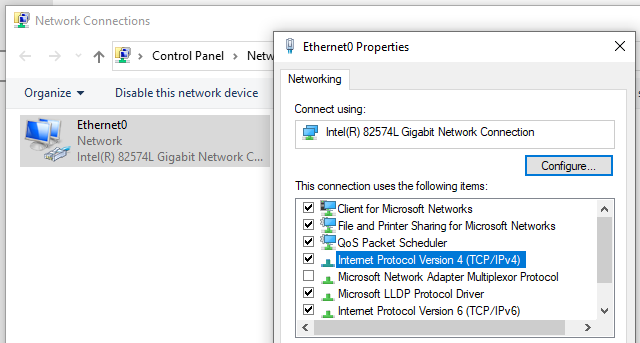 Network Connections
Control Panel
Netw
Organize
Disable this network device
Ethernet0
Network
Intel(R) 82574L Gigabit Network C...
Ethernet0 Properties
Networking
Connect using:
Intel(R) 82574L Gigabit Network Connection
Configure...
This connection uses the following items:
Client for Microsoft Networks
File and Printer Sharing for Microsoft Networks
QoS Packet Scheduler
Internet Protocol Version 4 (TCP/IPv4)
Microsoft Network Adapter Multiplexor Protocol
Microsoft LLDP Protocol Driver
Internet Protocol Version 6 (TCP/IPv6)